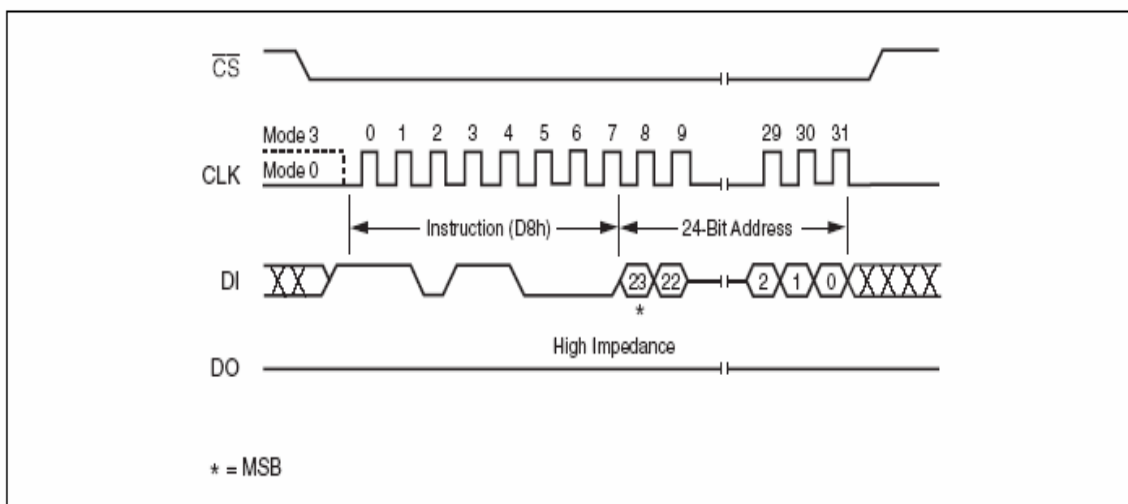 CS
Mode 3 0 1 2 3 4 5 6 7 8 9 29 30 31
CLK Mode 0
Instruction (D8h) 24-Bit Address
DI 23 22 2 1 0
*
High Impedance
DO
* = MSB